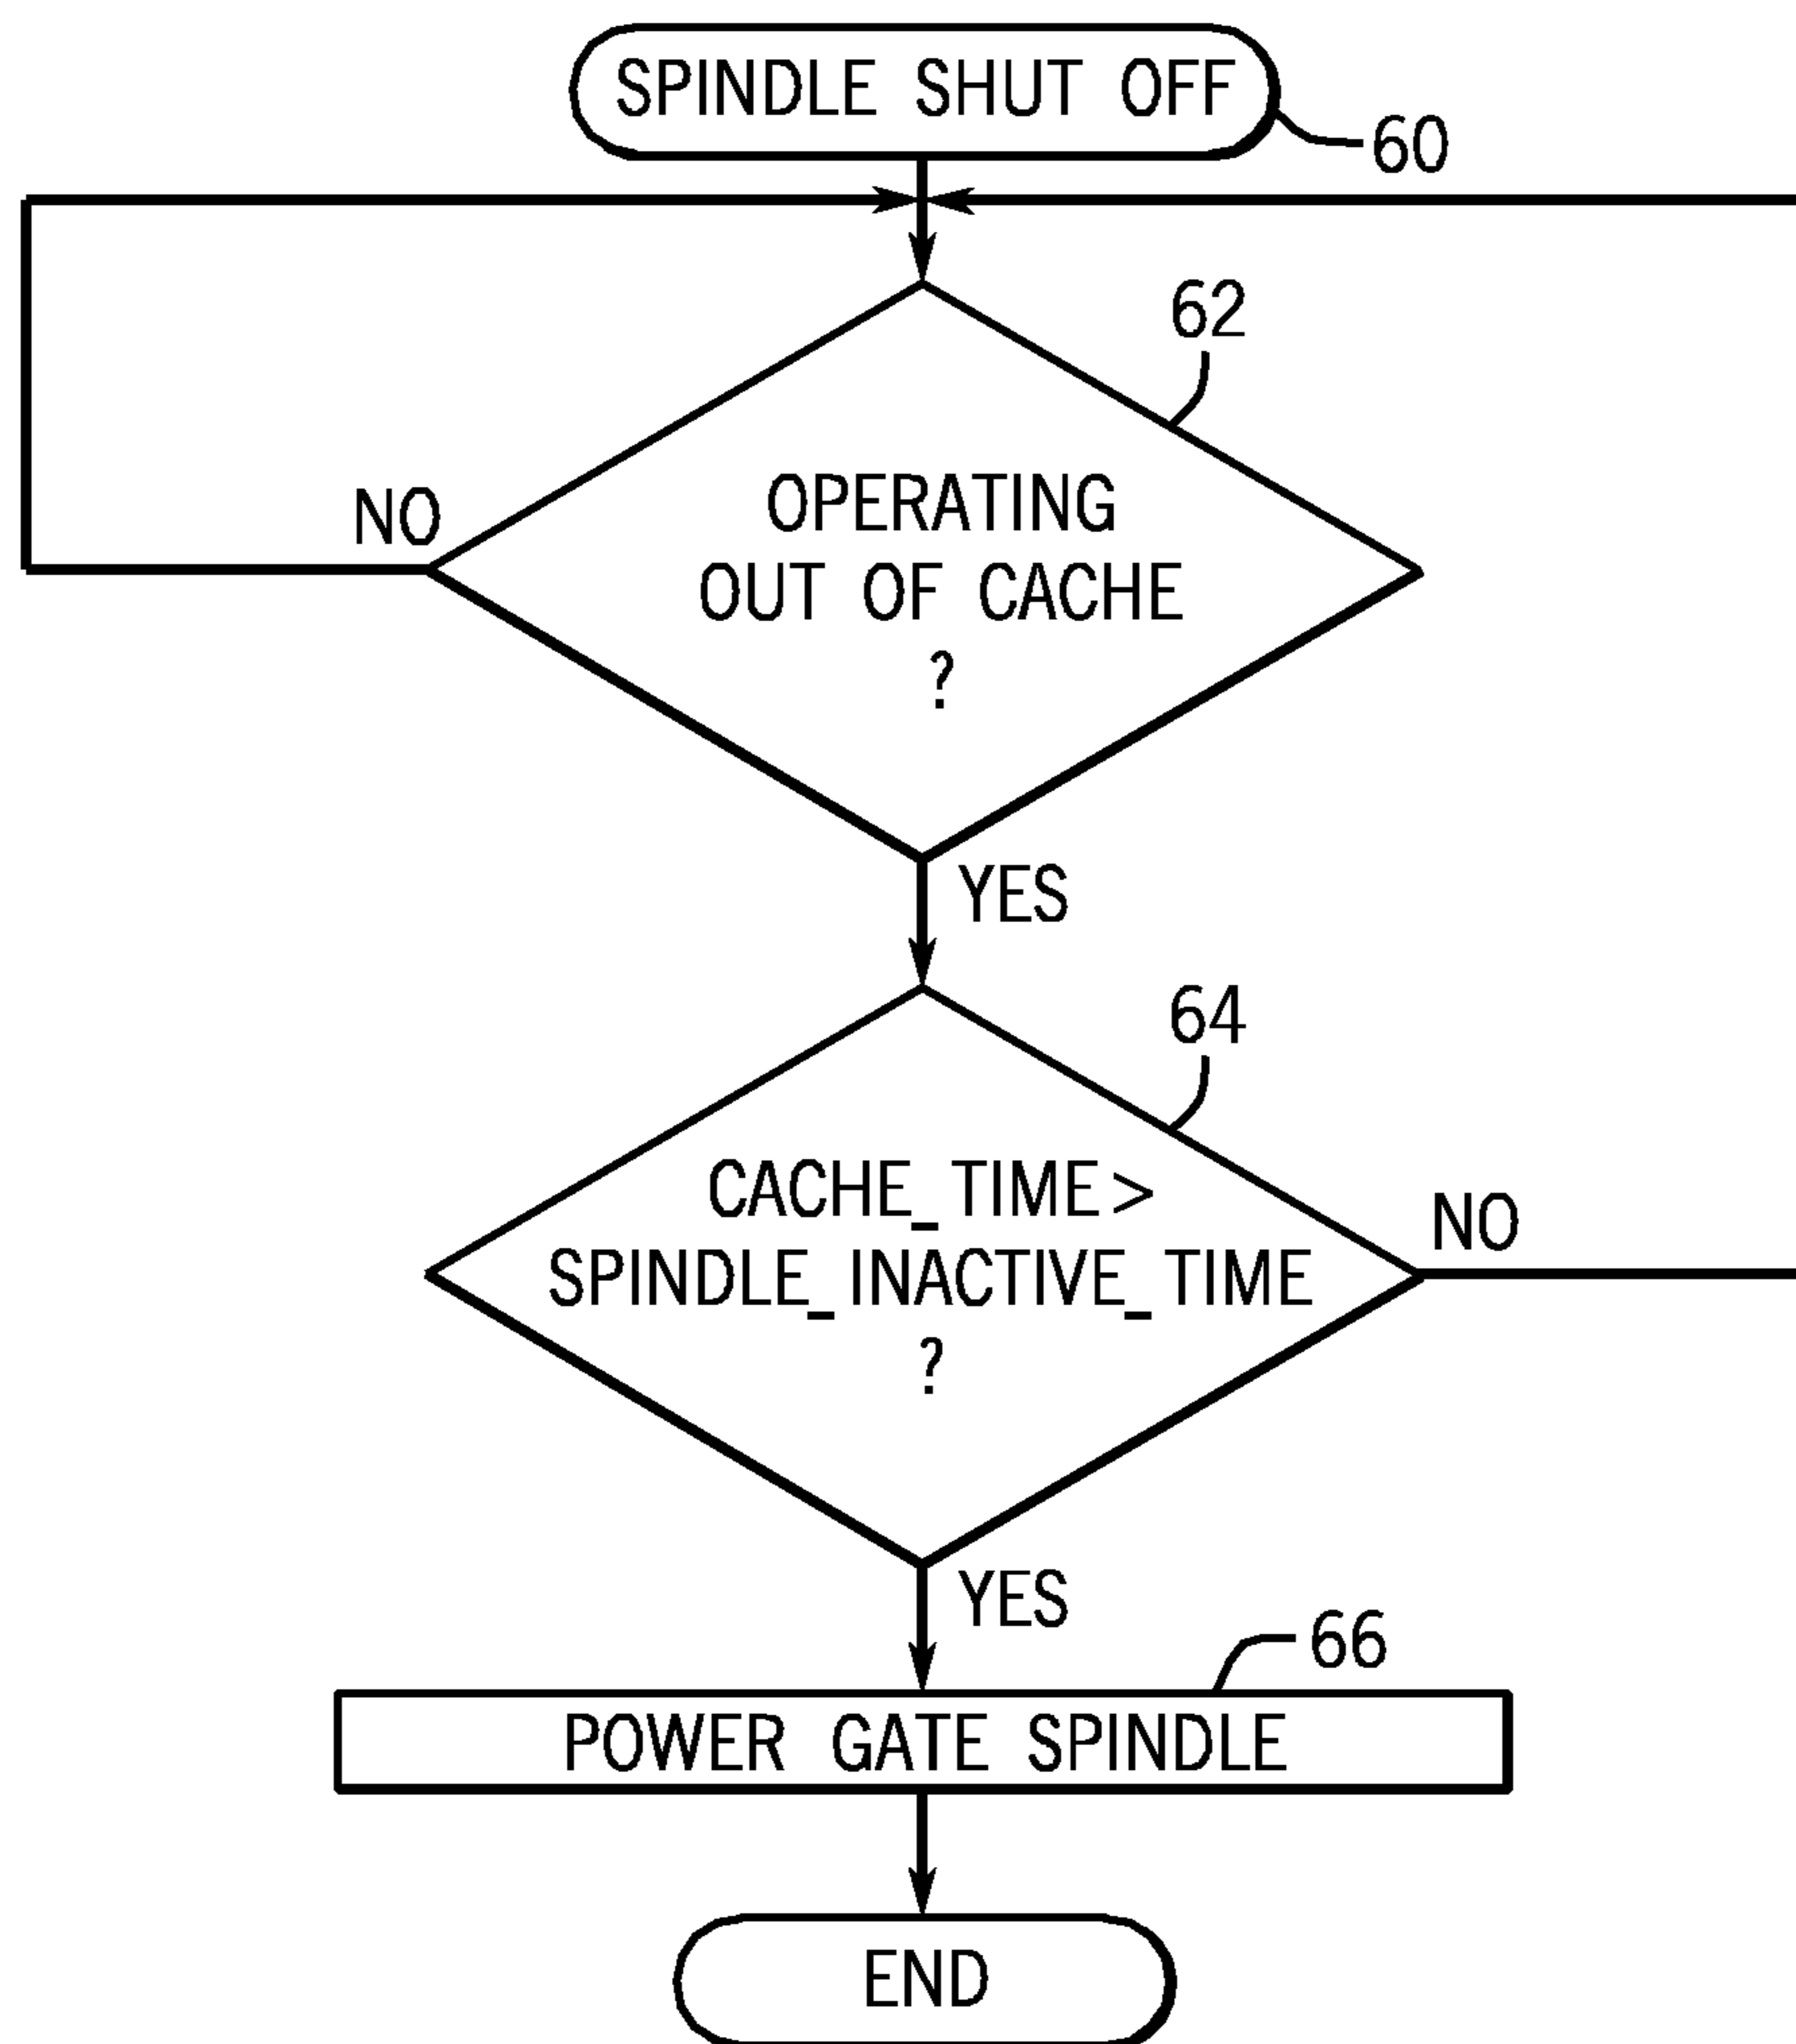 SPINDLE SHUT OFF
60
62
OPERATING
OUT OF CACHE
?
NO
YES
64
CACHE_TIME>
SPINDLE_INACTIVE_TIME
?
NO
YES
66
POWER GATE SPINDLE
END